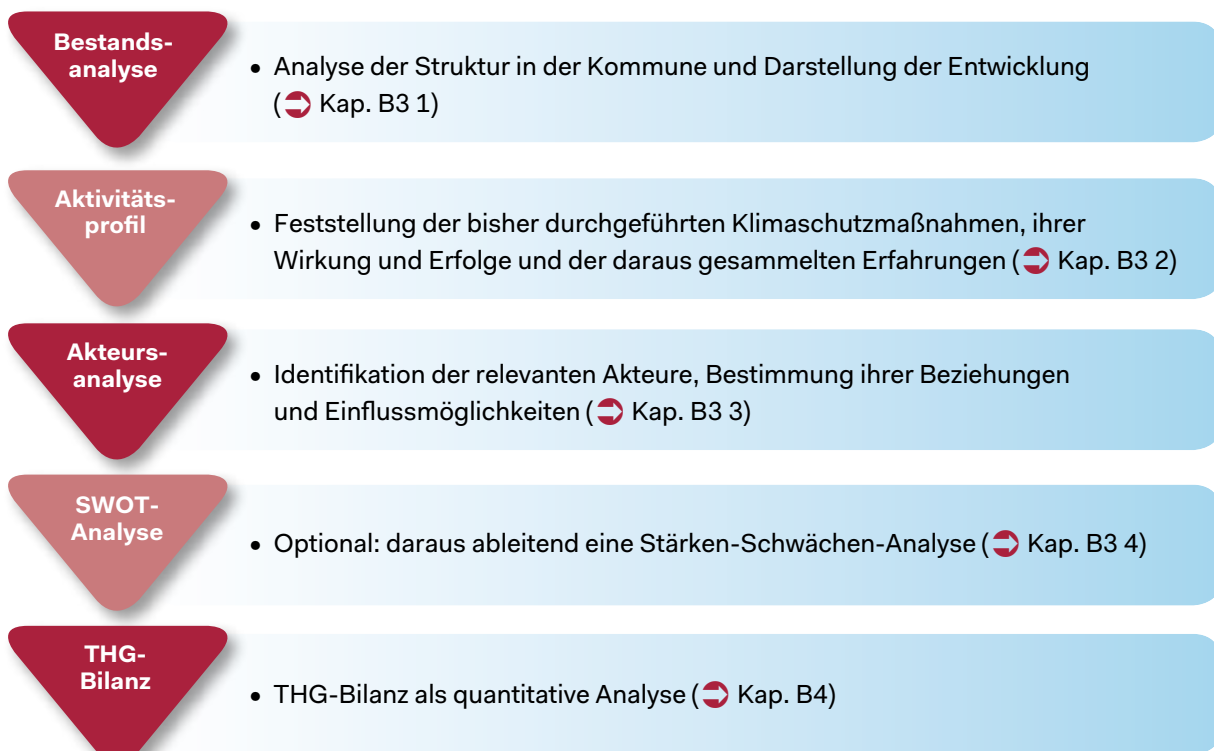 Bestands-
analyse
• Analyse der Struktur in der Kommune und Darstellung der Entwicklung
(➲ Kap. B3 1)
Aktivitäts-
profil
• Feststellung der bisher durchgeführten Klimaschutzmaßnahmen, ihrer
Wirkung und Erfolge und der daraus gesammelten Erfahrungen (➲ Kap. B3 2)
Akteurs-
analyse
• Identifikation der relevanten Akteure, Bestimmung ihrer Beziehungen
und Einflussmöglichkeiten (➲ Kap. B3 3)
SWOT-
Analyse
• Optional: daraus ableitend eine Stärken-Schwächen-Analyse (➲ Kap. B3 4)
THG-
Bilanz
• THG-Bilanz als quantitative Analyse (➲ Kap. B4)